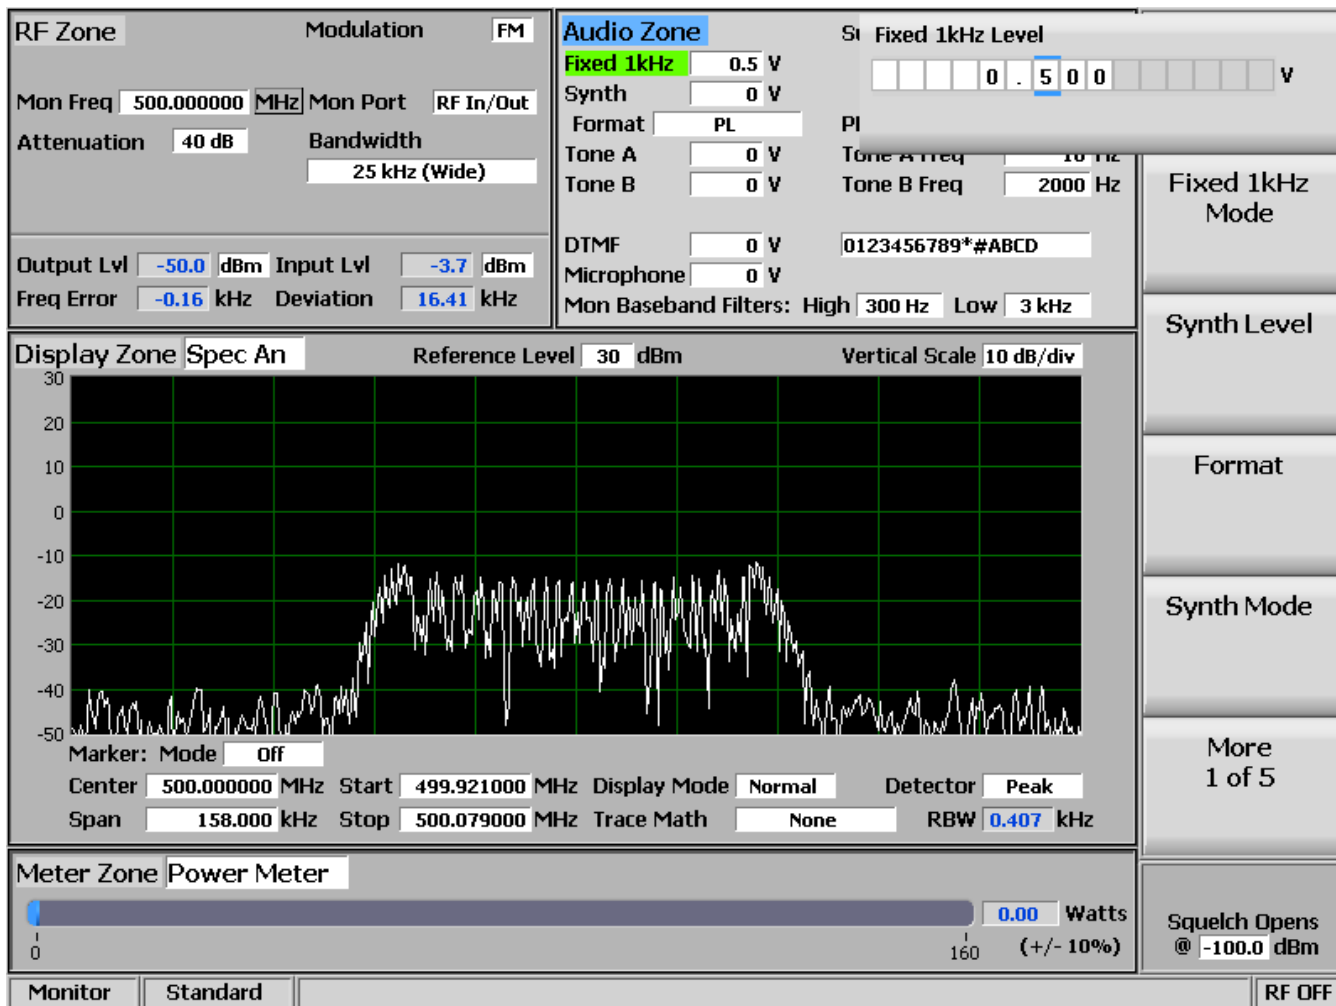 RF Zone Modulation FM
Mon Freq 500.000000 MHz Mon Port RF In/Out
Attenuation 40 dB Bandwidth
25 kHz (Wide)
Output Lvl -50.0 dBm Input Lvl -3.7 dBm
Freq Error -0.16 kHz Deviation 16.41 kHz
Audio Zone
Fixed 1kHz 0.5 V
Synth 0 V
Format PL
Tone A 0 V
Tone B 0 V Tone B Freq 2000 Hz
DTMF 0 V 0123456789*#ABCD
Microphone 0 V
Mon Baseband Filters: High 300 Hz Low 3 kHz
Fixed 1kHz Level
0.500 V
Fixed 1kHz
Mode
Synth Level
Format
Synth Mode
More
1 of 5
Display Zone Spec An Reference Level 30 dBm Vertical Scale 10 dB/div
30
20
10
0
-10
-20
-30
-40
-50
Marker: Mode Off
Center 500.000000 MHz Start 499.921000 MHz Display Mode Normal Detector Peak
Span 158.000 kHz Stop 500.079000 MHz Trace Math None RBW 0.407 kHz
Meter Zone Power Meter
0.00 Watts
0 160 (+/- 10%)
Squelch Opens
@ -100.0 dBm
Monitor Standard RF OFF